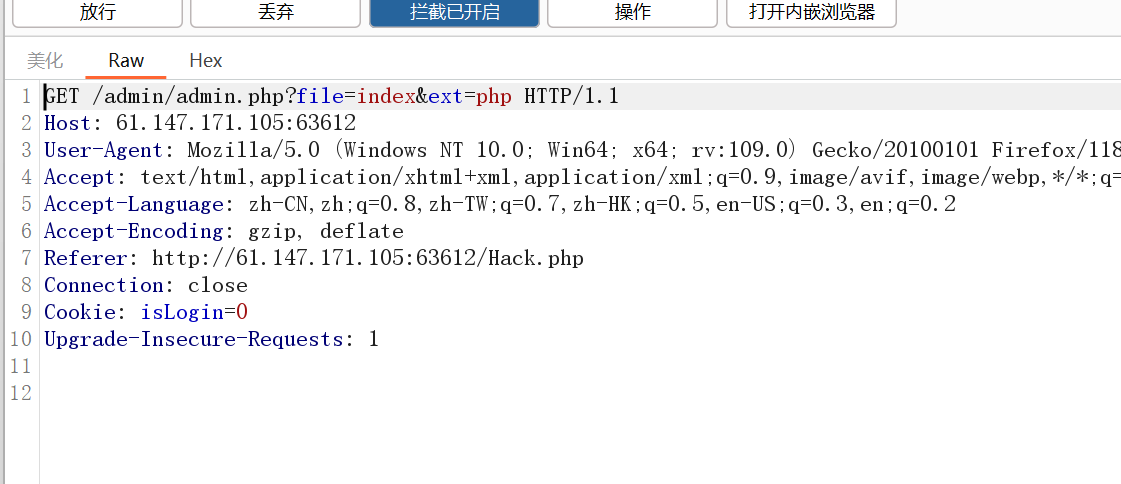 放行 丢弃 拦截已开启 操作 打开内嵌浏览器
美化 Raw Hex
1 GET /admin/admin.php?file=index&ext=php HTTP/1.1
2 Host: 61.147.171.105:63612
3 User-Agent: Mozilla/5.0 (Windows NT 10.0; Win64; x64; rv:109.0) Gecko/20100101 Firefox/118
4 Accept: text/html,application/xhtml+xml,application/xml;q=0.9,image/avif,image/webp,*/*;q=
5 Accept-Language: zh-CN,zh;q=0.8,zh-TW;q=0.7,zh-HK;q=0.5,en-US;q=0.3,en;q=0.2
6 Accept-Encoding: gzip, deflate
7 Referer: http://61.147.171.105:63612/Hack.php
8 Connection: close
9 Cookie: isLogin=0
10 Upgrade-Insecure-Requests: 1
11
12